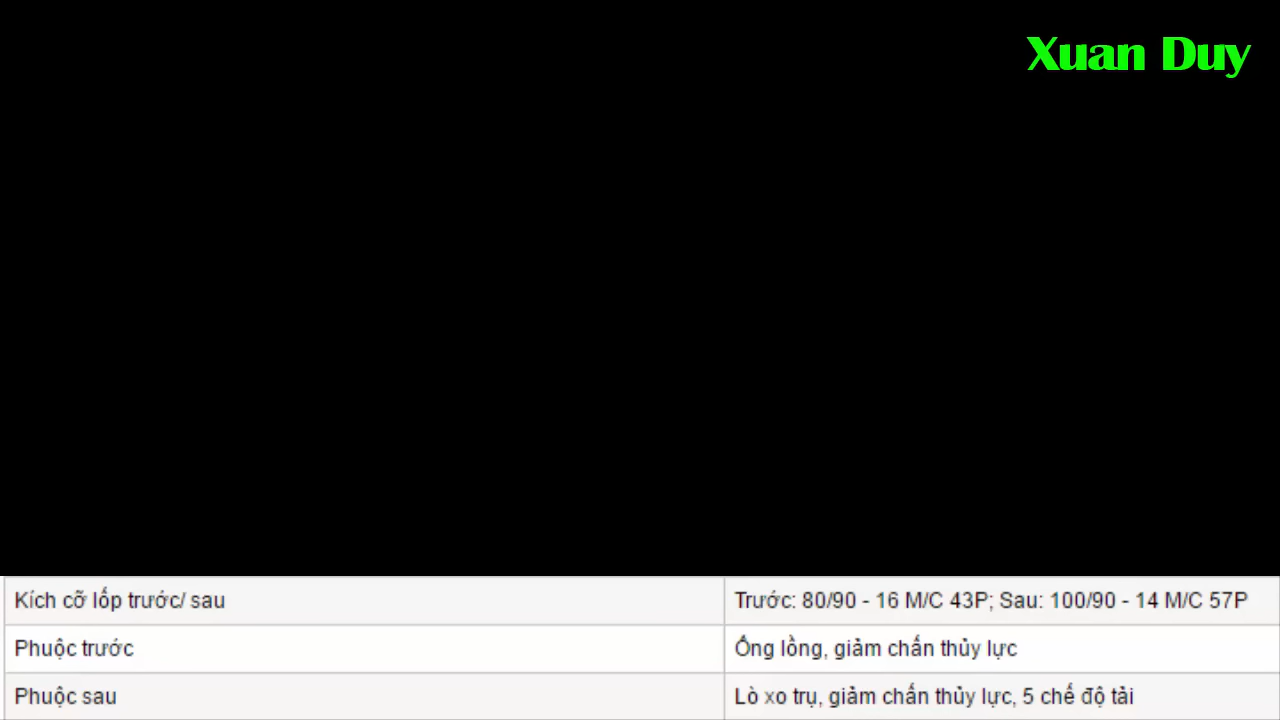 Xuan Duy
Kích cỡ lốp trước/ sau
Trước: 80/90 - 16 M/C 43P; Sau: 100/90 - 14 M/C 57P
Phuộc trước
Ống lồng, giảm chấn thủy lực
Phuộc sau
Lò xo trụ, giảm chấn thủy lực, 5 chế độ tải